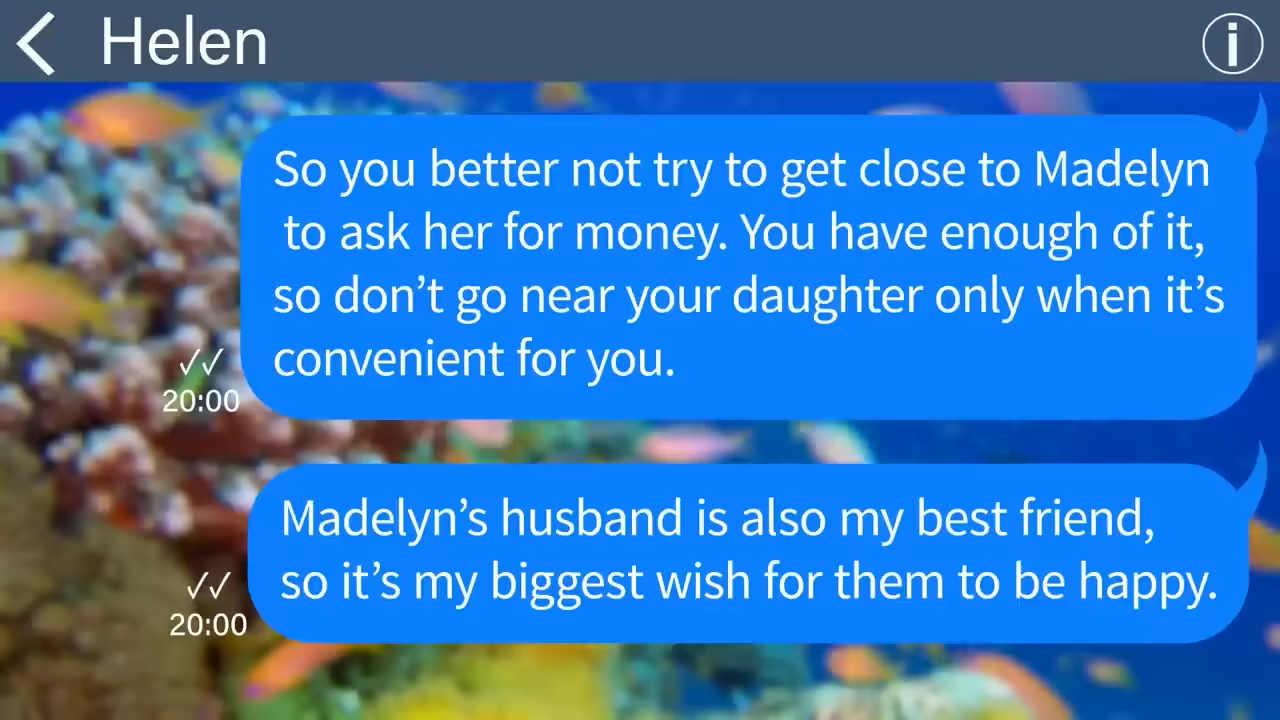 Helen
So you better not try to get close to Madelyn
to ask her for money. You have enough of it,
so don’t go near your daughter only when it’s
convenient for you.
20:00
Madelyn’s husband is also my best friend,
so it’s my biggest wish for them to be happy.
20:00